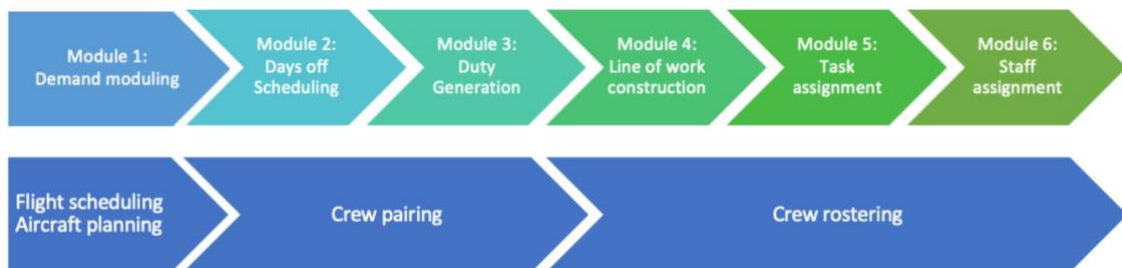 Module 1:
Demand moduling
Module 2:
Days off
Scheduling
Module 3:
Duty
Generation
Module 4:
Line of work
construction
Module 5:
Task
assignment
Module 6:
Staff
assignment
Flight scheduling
Aircraft planning
Crew pairing
Crew rostering